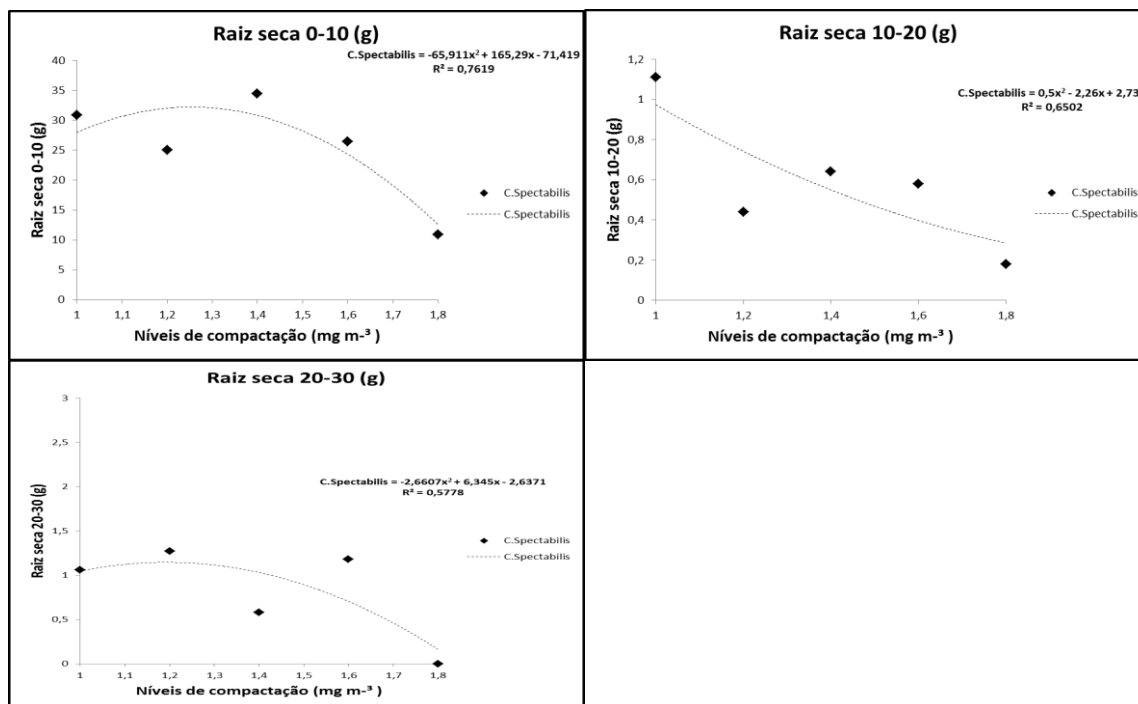 Raiz seca 0-10 (g)
C.Spectabilis = -65,911x² + 165,29x - 71,419
R² = 0,7619
Raiz seca 0-10 (g)
40
35
30
25
20
15
10
5
0
1 1,1 1,2 1,3 1,4 1,5 1,6 1,7 1,8
Níveis de compactação (mg m-³ )
C.Spectabilis
C.Spectabilis
Raiz seca 10-20 (g)
C.Spectabilis = 0,5x² - 2,26x + 2,73
R² = 0,6502
Raiz seca 10-20 (g)
1,2
1
0,8
0,6
0,4
0,2
0
1 1,2 1,4 1,6 1,8
Níveis de compactação (mg m-³ )
C.Spectabilis
C.Spectabilis
Raiz seca 20-30 (g)
C.Spectabilis = -2,6607x² + 6,345x - 2,6371
R² = 0,5778
Raiz seca 20-30 (g)
3
2,5
2
1,5
1
0,5
0
1 1,1 1,2 1,3 1,4 1,5 1,6 1,7 1,8
Níveis de compactação (mg m-³ )
C.Spectabilis
C.Spectabilis